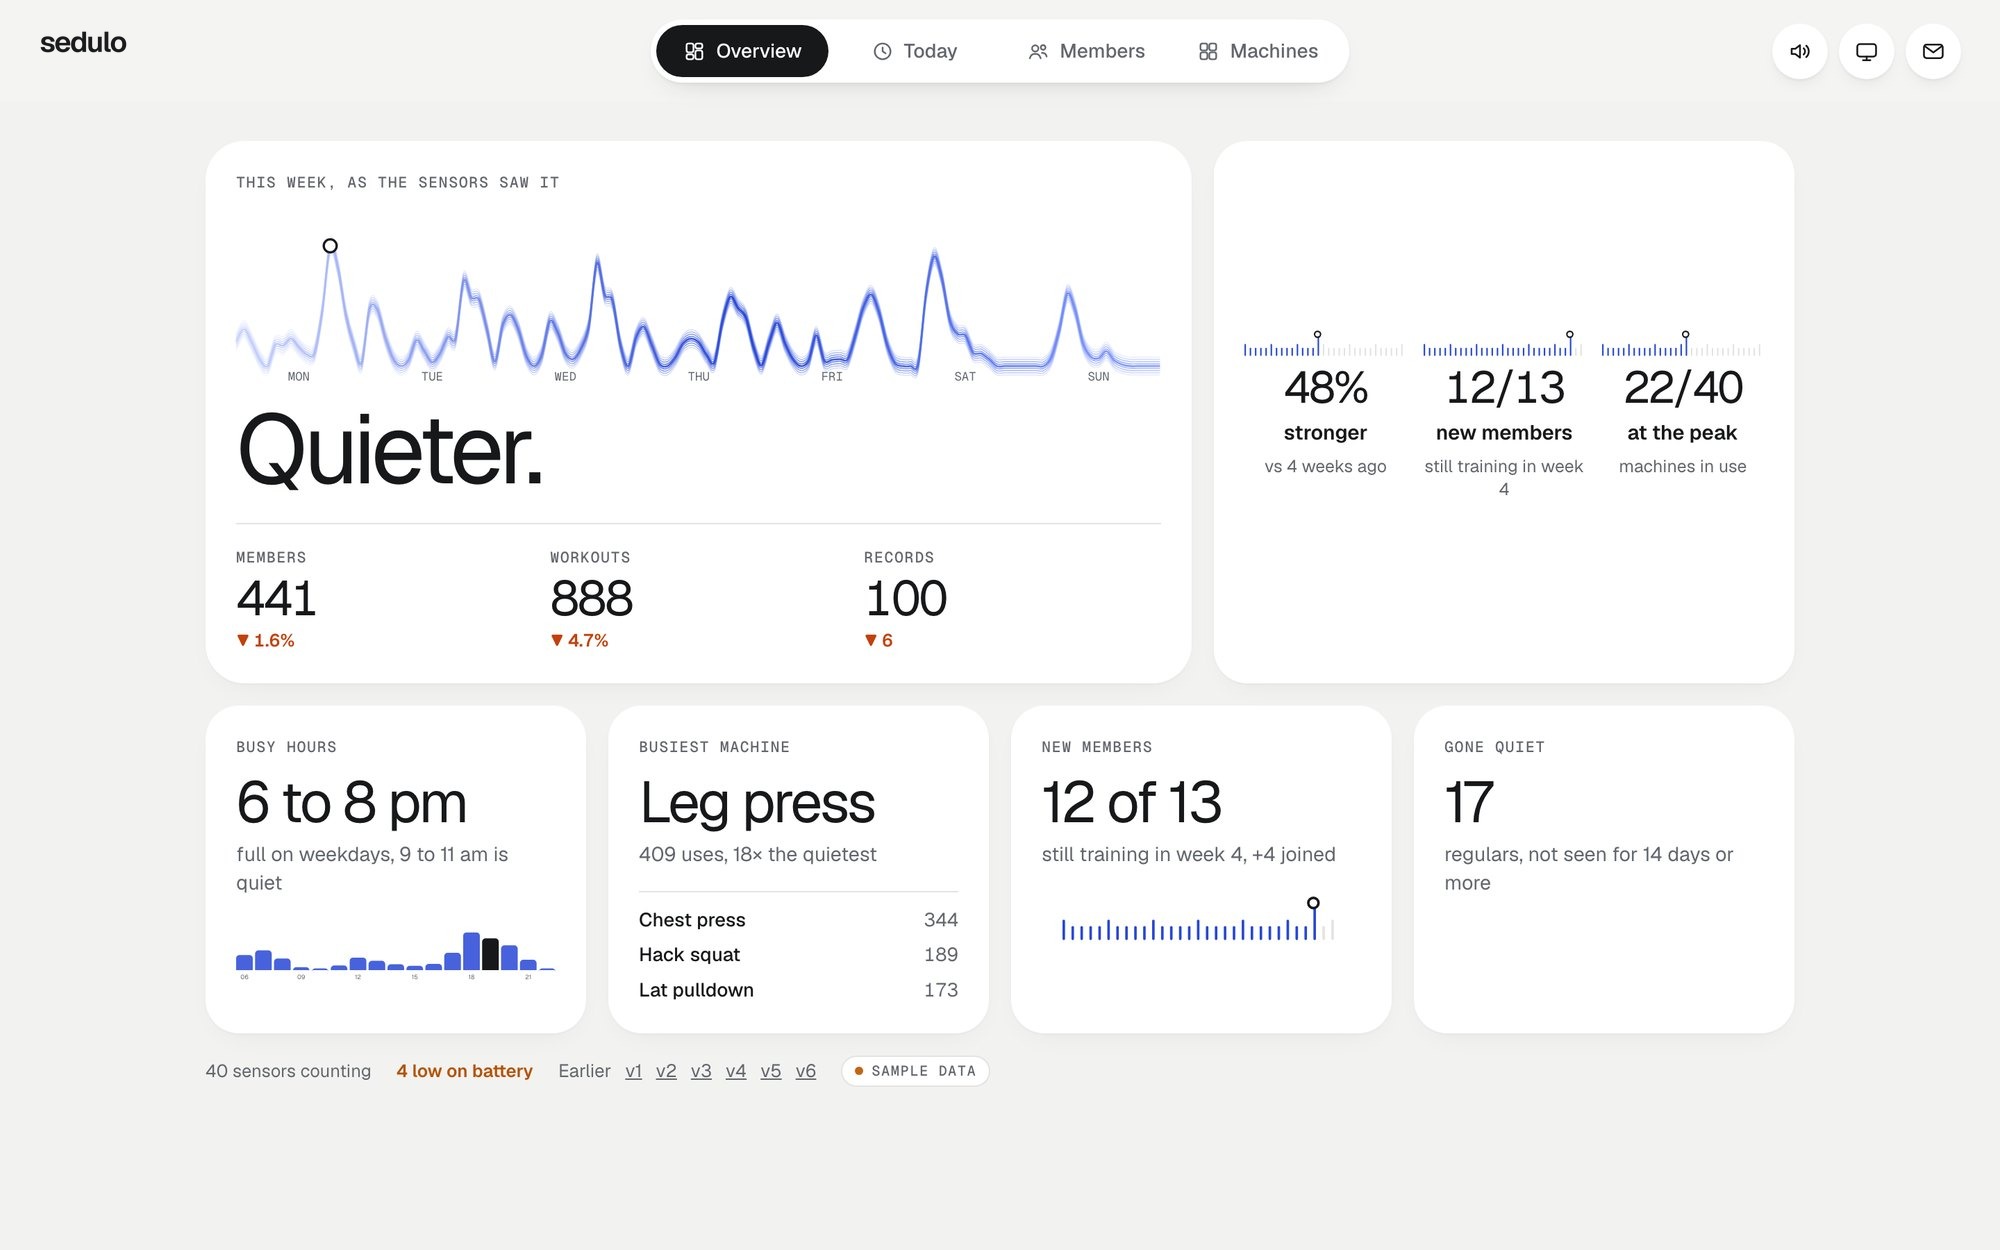 sedulo
Overview
Today
Members
Machines
THIS WEEK, AS THE SENSORS SAW IT
MON TUE WED THU FRI SAT SUN
Quieter.
MEMBERS
441
▼ 1.6%
WORKOUTS
888
▼ 4.7%
RECORDS
100
▼ 6
48%
stronger
vs 4 weeks ago
12/13
new members
still training in week
4
22/40
at the peak
machines in use
BUSY HOURS
6 to 8 pm
full on weekdays, 9 to 11 am is
quiet
06 09 12 15 18 21
BUSIEST MACHINE
Leg press
409 uses, 18× the quietest
Chest press 344
Hack squat 189
Lat pulldown 173
NEW MEMBERS
12 of 13
still training in week 4, +4 joined
GONE QUIET
17
regulars, not seen for 14 days or
more
40 sensors counting 4 low on battery Earlier v1 v2 v3 v4 v5 v6 SAMPLE DATA